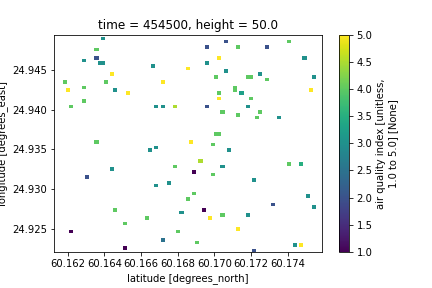 time = 454500, height = 50.0
24.945
24.940
24.935
24.930
24.925
longitude [degrees_east]
60.162 60.164 60.166 60.168 60.170 60.172 60.174
latitude [degrees_north]
5.0
4.5
4.0
3.5
3.0
2.5
2.0
1.5
1.0
air quality index [unitless,
1.0 to 5.0] [None]